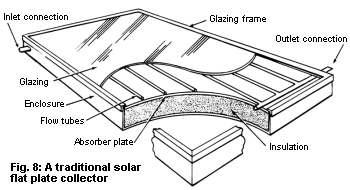 Glazing frame
Inlet connection
Outlet connection
Glazing
Enclosure
Flow tubes
Absorber plate
Insulation
Fig. 8: A traditional solar
flat plate collector